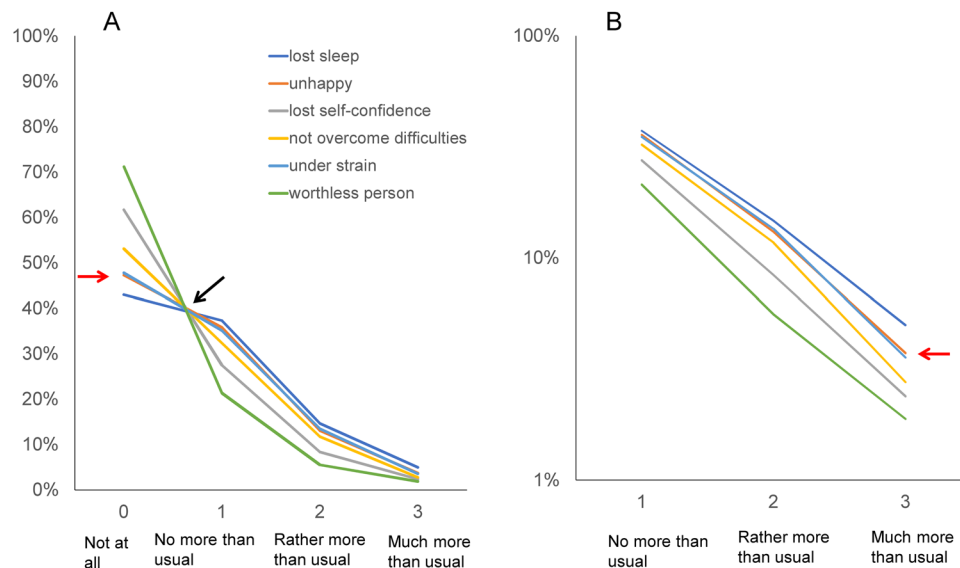 A
100%
90%
80%
70%
60%
50%
40%
30%
20%
10%
0%
lost sleep
unhappy
lost self-confidence
not overcome difficulties
under strain
worthless person
0
1
2
3
Not at
all
No more than
usual
Rather more
than usual
Much more
than usual
B
100%
10%
1%
1
2
3
No more than
usual
Rather more
than usual
Much more
than usual